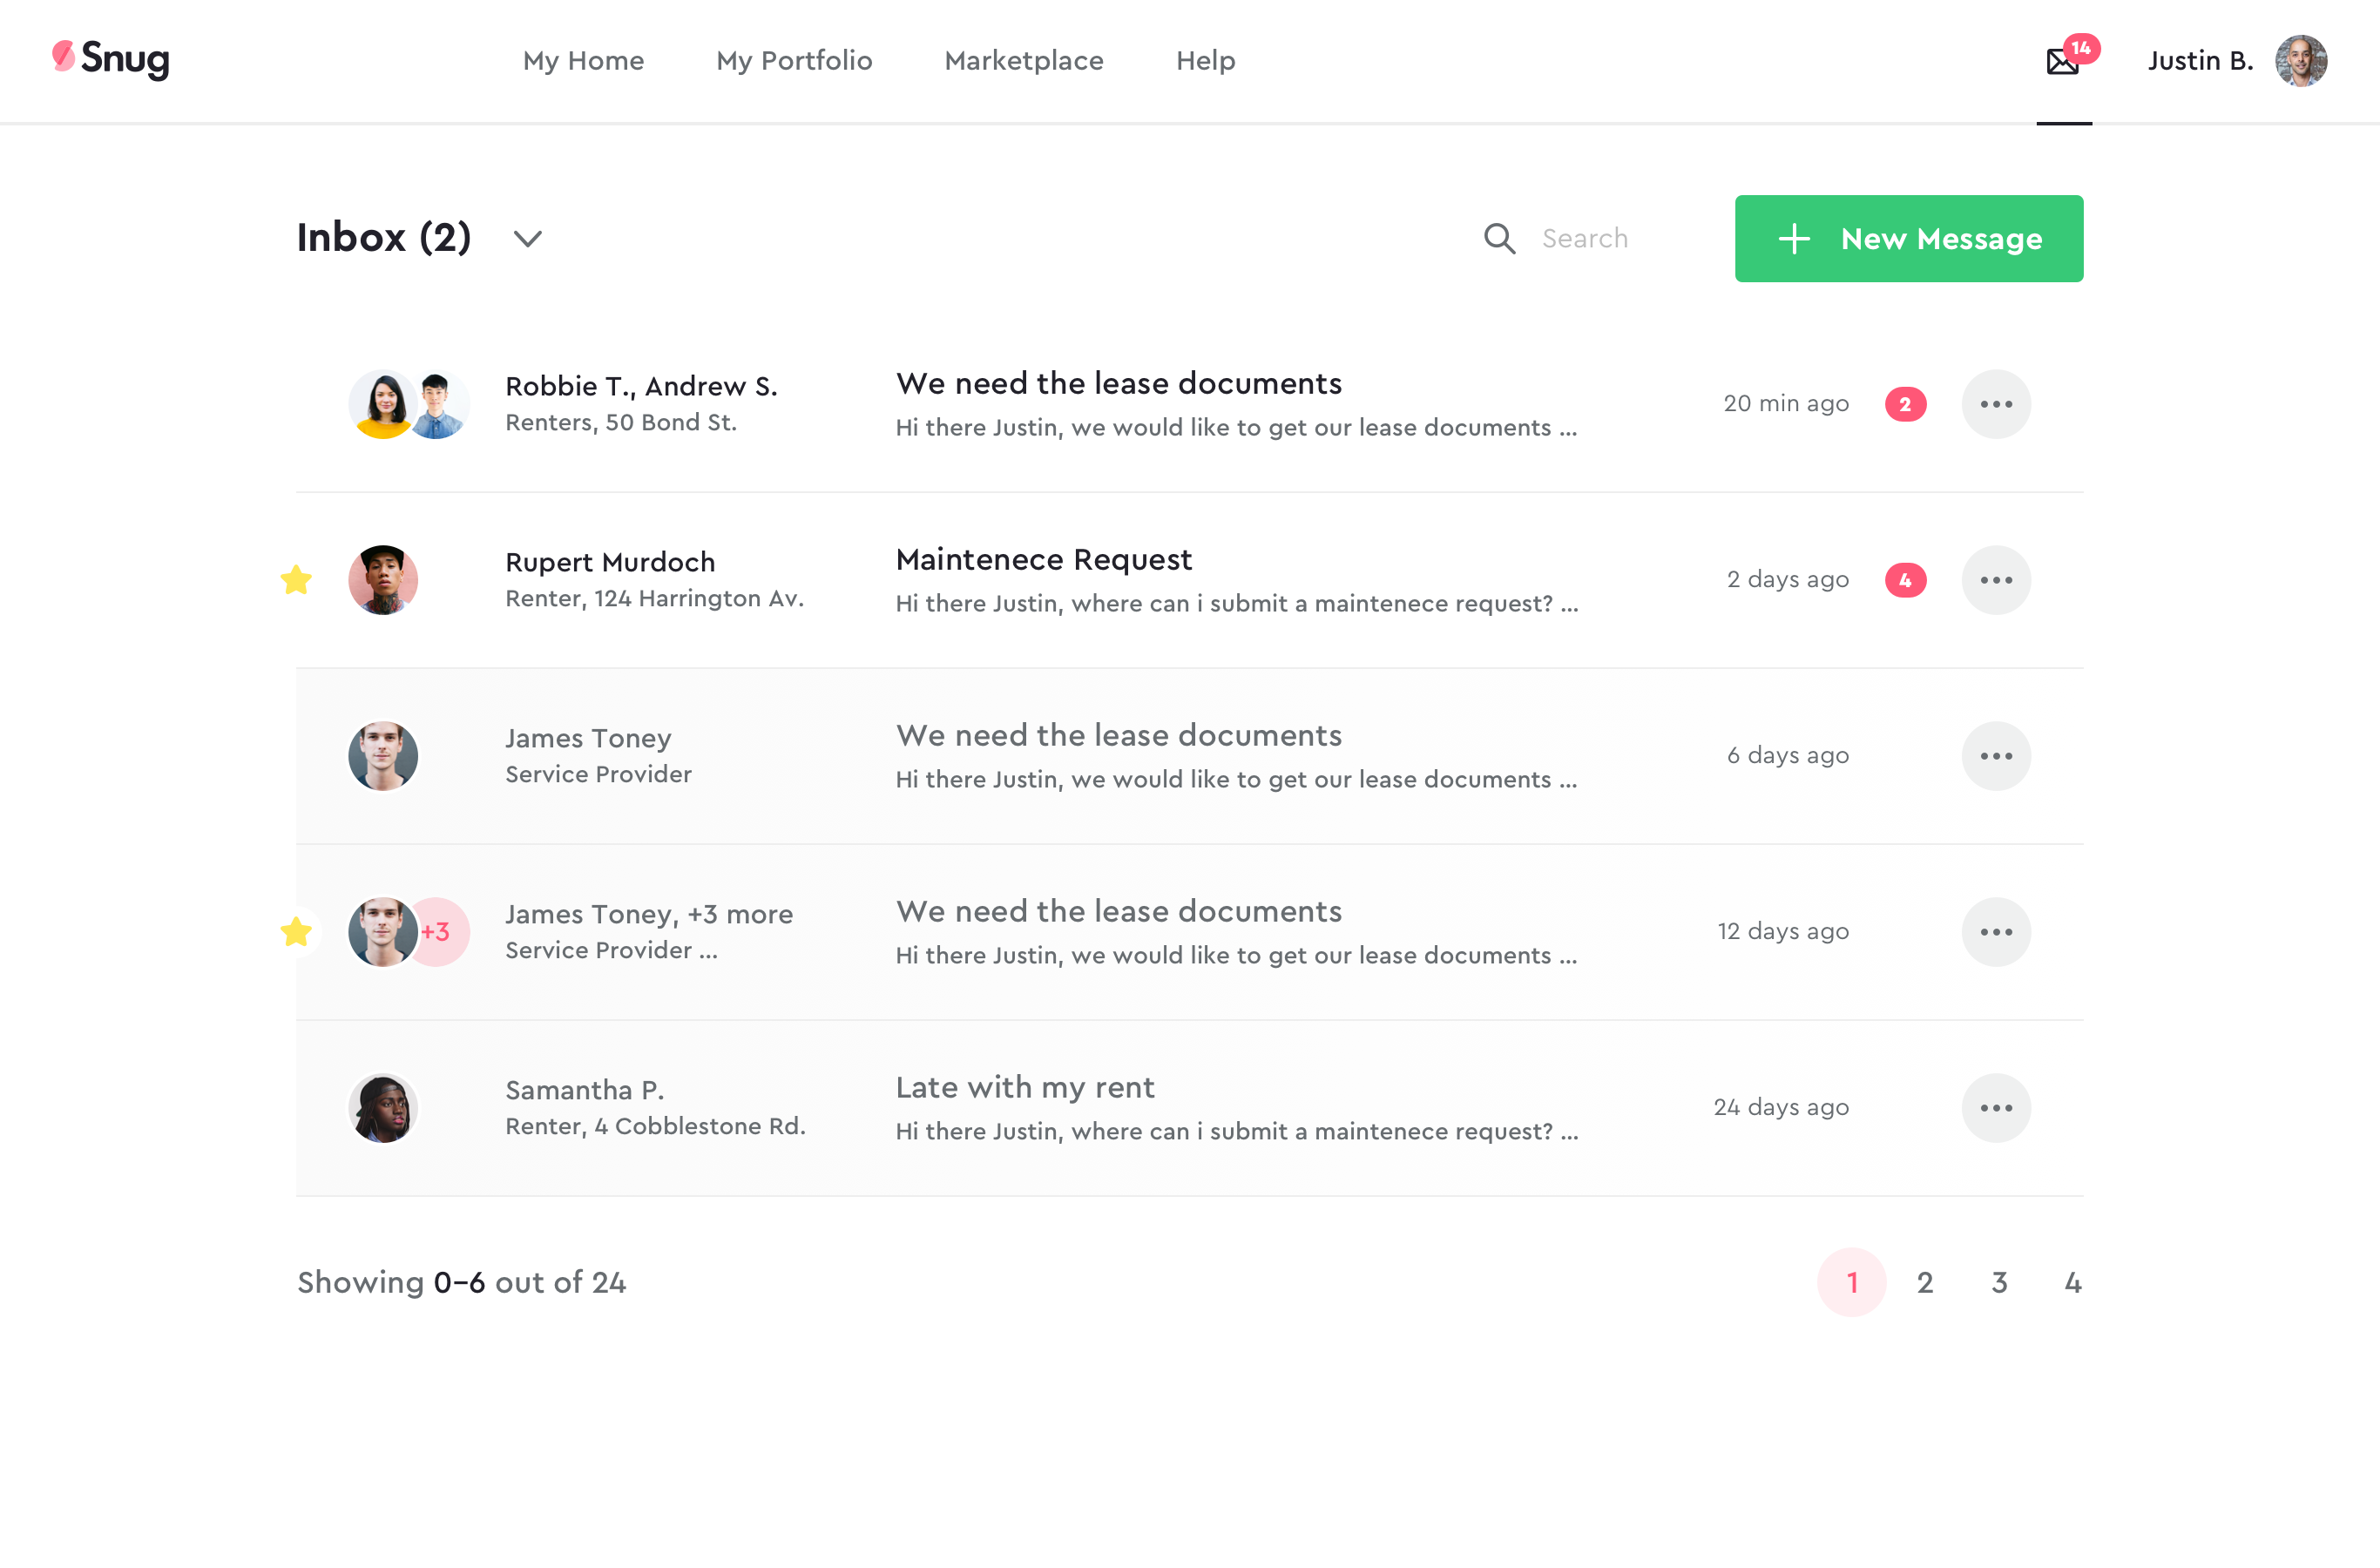 Snug
My Home
My Portfolio
Marketplace
Help
14
Justin B.
Inbox (2)
Search
New Message
Robbie T., Andrew S.
Renters, 50 Bond St.
We need the lease documents
Hi there Justin, we would like to get our lease documents ...
20 min ago
2
Rupert Murdoch
Renter, 124 Harrington Av.
Maintenece Request
Hi there Justin, where can i submit a maintenece request? ...
2 days ago
4
James Toney
Service Provider
We need the lease documents
Hi there Justin, we would like to get our lease documents ...
6 days ago
+3
James Toney, +3 more
Service Provider ...
We need the lease documents
Hi there Justin, we would like to get our lease documents ...
12 days ago
Samantha P.
Renter, 4 Cobblestone Rd.
Late with my rent
Hi there Justin, where can i submit a maintenece request? ...
24 days ago
Showing 0–6 out of 24
1 2 3 4